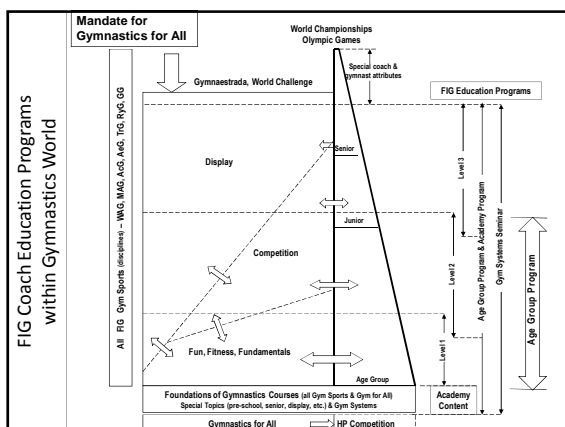 FIG Coach Education Programs
within Gymnastics World
Mandate for
Gymnastics for All
World Championships
Olympic Games
Special coach &
gymnast attributes
Gymnaestrada, World Challenge
FIG Education Programs
All FIG Gym Sports (disciplines) – WAG, MAG, AcG, AeG, TrG, RyG, GG
Display
Senior
Junior
Competition
Fun, Fitness, Fundamentals
Age Group
Level 3
Level 2
Level 1
Age Group Program & Academy Program
Gym Systems Seminar
Age Group Program
Foundations of Gymnastics Courses (all Gym Sports & Gym for All)
Special Topics (pre-school, senior, display, etc.) & Gym Systems
Academy
Content
Gymnastics for All
HP Competition